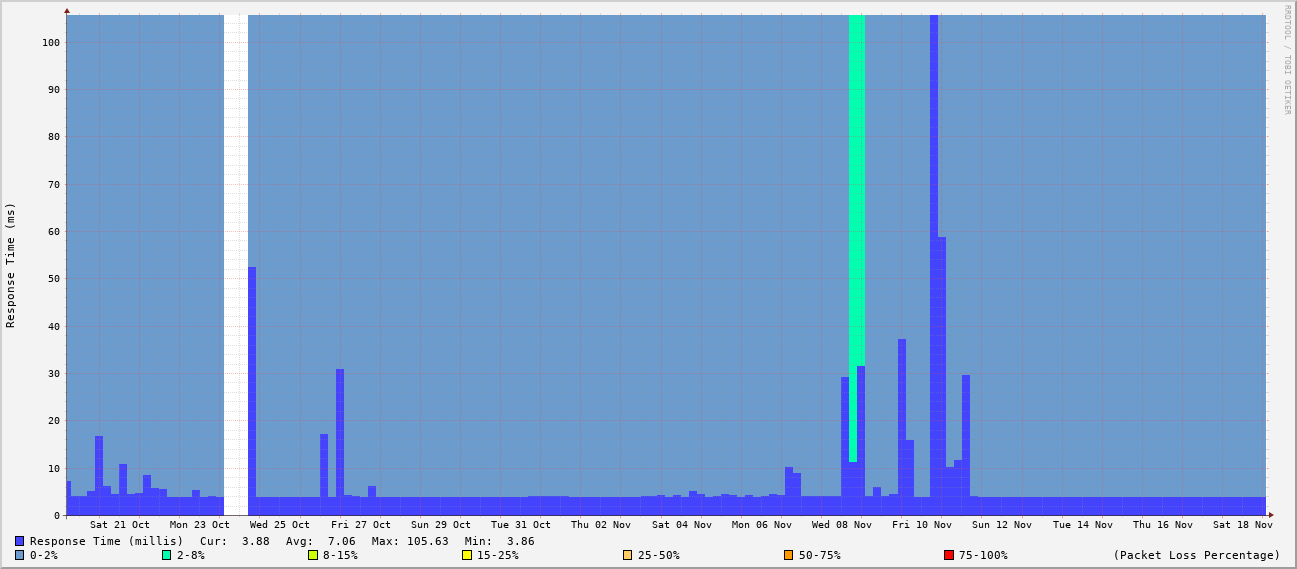 RRDTOOL / TOBI OETIKER
Response Time (ms)
100
90
80
70
60
50
40
30
20
10
0
Sat 21 Oct Mon 23 Oct Wed 25 Oct Fri 27 Oct Sun 29 Oct Tue 31 Oct Thu 02 Nov Sat 04 Nov Mon 06 Nov Wed 08 Nov Fri 10 Nov Sun 12 Nov Tue 14 Nov Thu 16 Nov Sat 18 Nov
Response Time (millis) Cur: 3.88 Avg: 7.06 Max: 105.63 Min: 3.86
0-2% 2-8% 8-15% 15-25% 25-50% 50-75% 75-100% (Packet Loss Percentage)